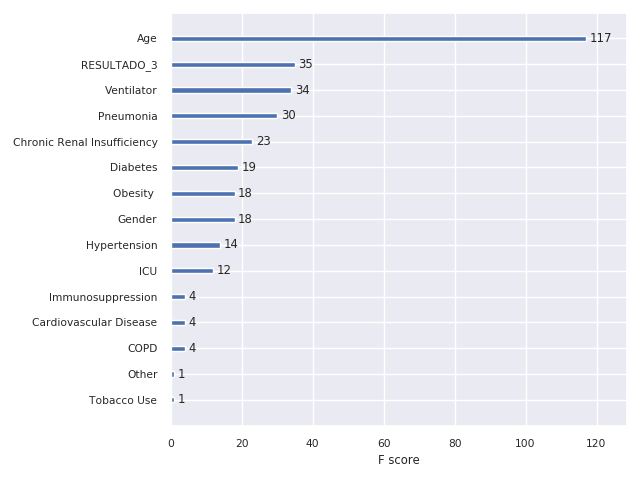 Age 117
RESULTADO_3 35
Ventilator 34
Pneumonia 30
Chronic Renal Insufficiency 23
Diabetes 19
Obesity 18
Gender 18
Hypertension 14
ICU 12
Immunosuppression 4
Cardiovascular Disease 4
COPD 4
Other 1
Tobacco Use 1
0 20 40 60 80 100 120
F score